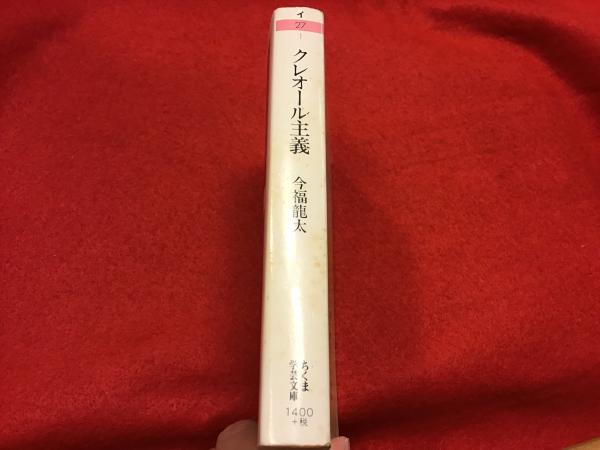 イ
27
1
クレオール主義
今福龍太
ちくま
学芸文庫
1400
+税